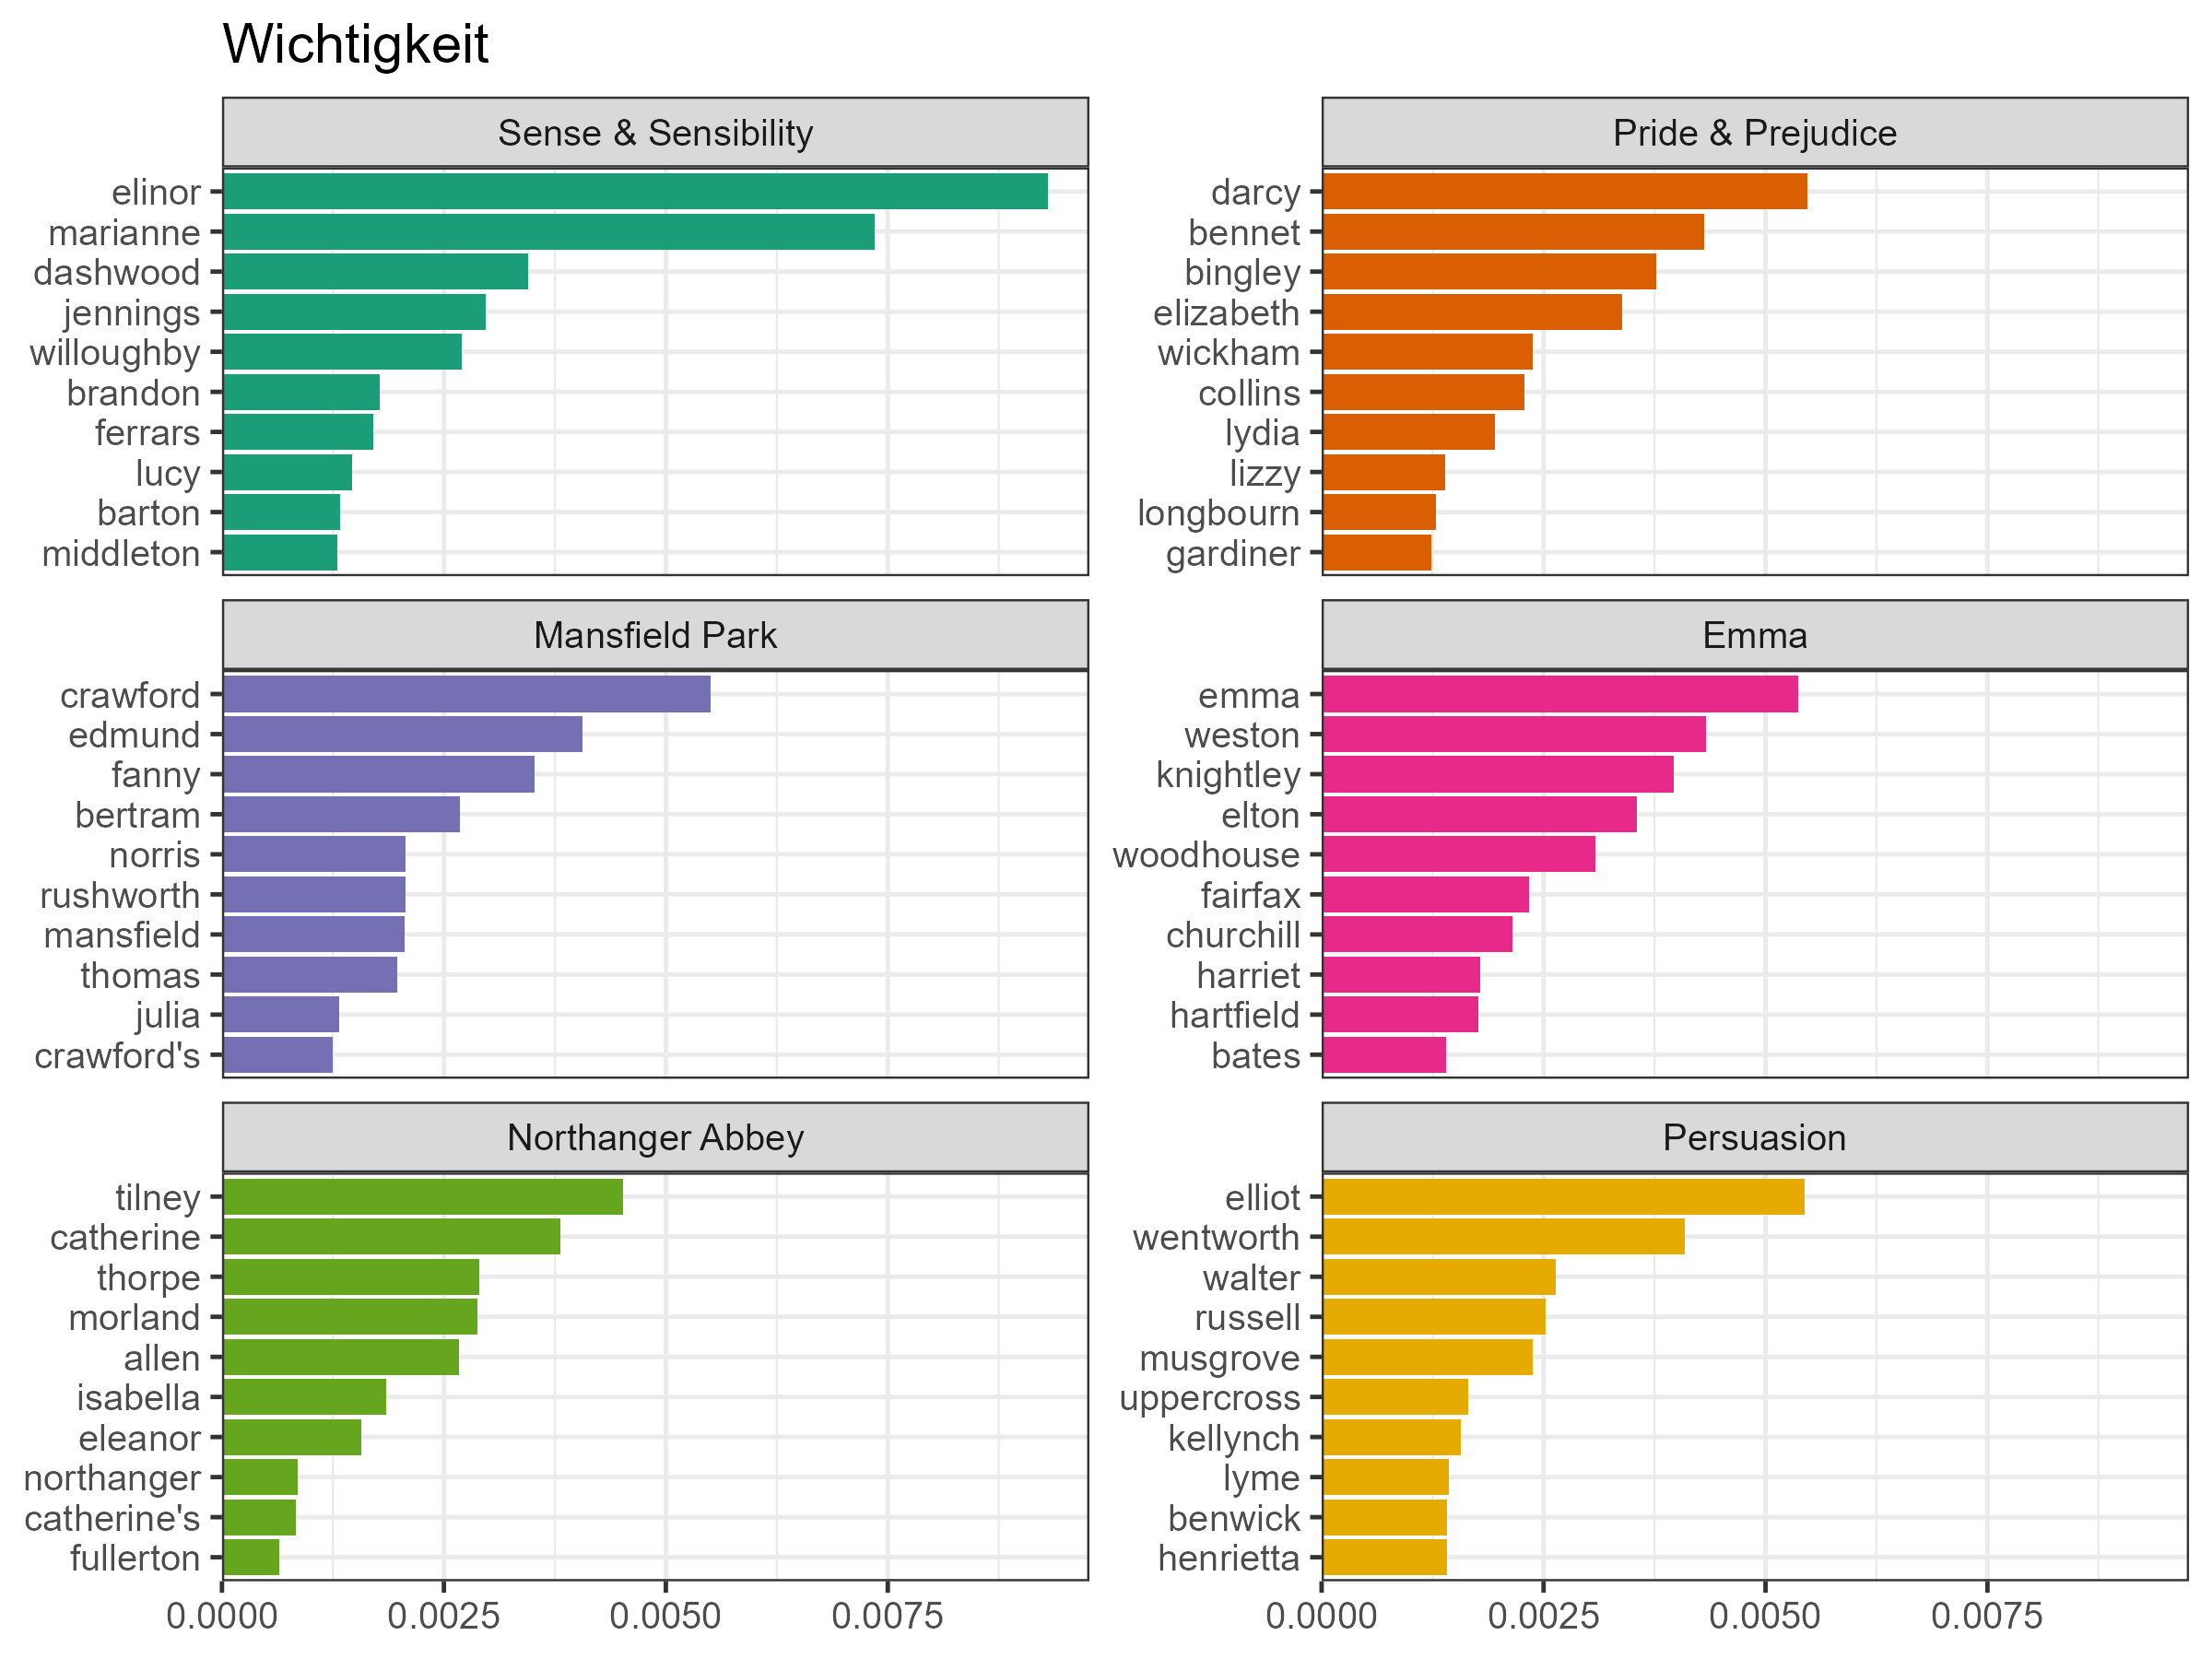 Wichtigkeit
Sense & Sensibility
elinor
marianne
dashwood
jennings
willoughby
brandon
ferrars
lucy
barton
middleton
Pride & Prejudice
darcy
bennet
bingley
elizabeth
wickham
collins
lydia
lizzy
longbourn
gardiner
Mansfield Park
crawford
edmund
fanny
bertram
norris
rushworth
mansfield
thomas
julia
crawford's
Emma
emma
weston
knightley
elton
woodhouse
fairfax
churchill
harriet
hartfield
bates
Northanger Abbey
tilney
catherine
thorpe
morland
allen
isabella
eleanor
northanger
catherine's
fullerton
0.0000 0.0025 0.0050 0.0075
Persuasion
elliot
wentworth
walter
russell
musgrove
uppercross
kellynch
lyme
benwick
henrietta
0.0000 0.0025 0.0050 0.0075